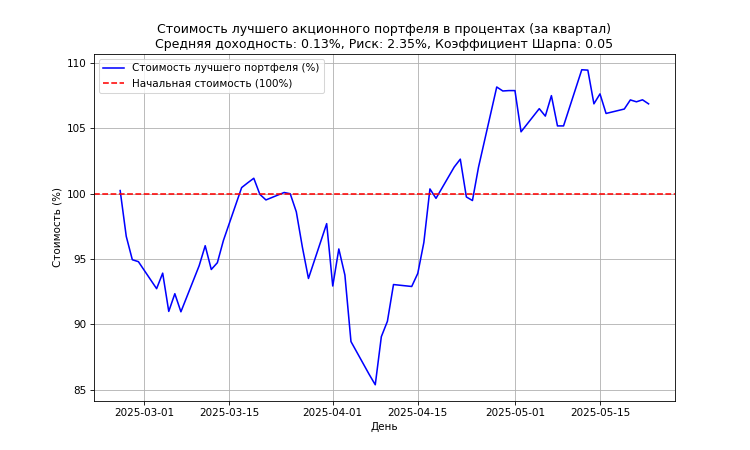 Стоимость лучшего акционного портфеля в процентах (за квартал)
Средняя доходность: 0.13%, Риск: 2.35%, Коэффициент Шарпа: 0.05
Стоимость лучшего портфеля (%)
Начальная стоимость (100%)
Стоимость (%)
110
105
100
95
90
85
2025-03-01 2025-03-15 2025-04-01 2025-04-15 2025-05-01 2025-05-15
День